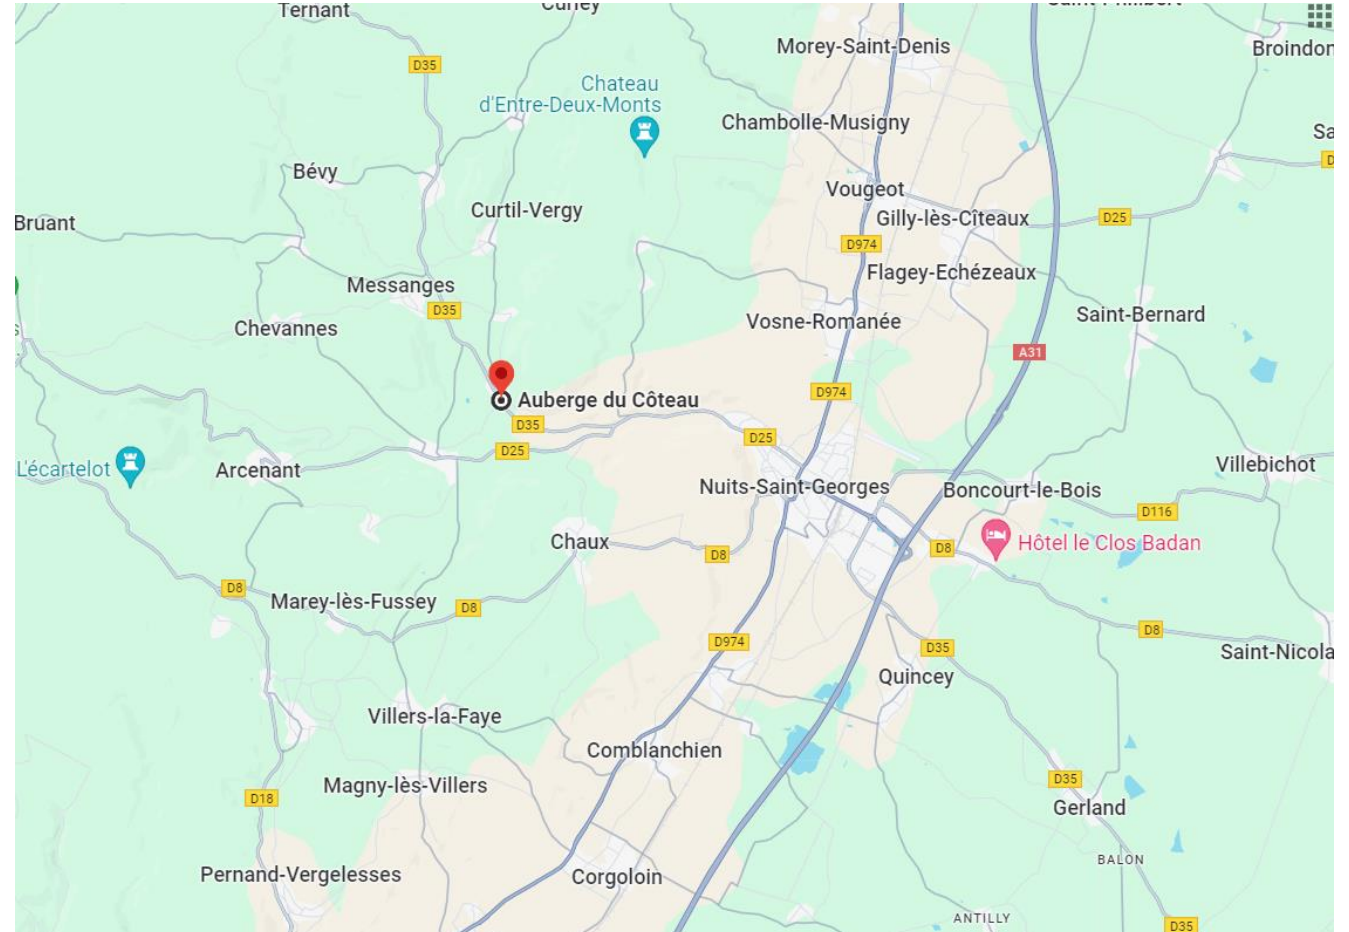 Ternant
Curley
Morey-Saint-Denis
Broindon
D35
Chateau
d'Entre-Deux-Monts
Chambolle-Musigny
Sa
D
Bévy
Vougeot
Curtil-Vergy
Gilly-lès-Cîteaux
D25
Bruant
D974
Flagey-Echézeaux
Messanges
D35
Saint-Bernard
Chevannes
Vosne-Romanée
s
A31
D974
Auberge du Côteau
D35
D25
D25
L'écartelot
Arcenant
Villebichot
Nuits-Saint-Georges
Boncourt-le-Bois
D116
Chaux
D8
D8
Hôtel le Clos Badan
D8
Marey-lès-Fussey
D8
D8
D974
D35
Saint-Nicola
Quincey
Villers-la-Faye
Comblanchien
Magny-lès-Villers
D18
D35
Gerland
BALON
Pernand-Vergelesses
Corgoloin
ANTILLY
D35